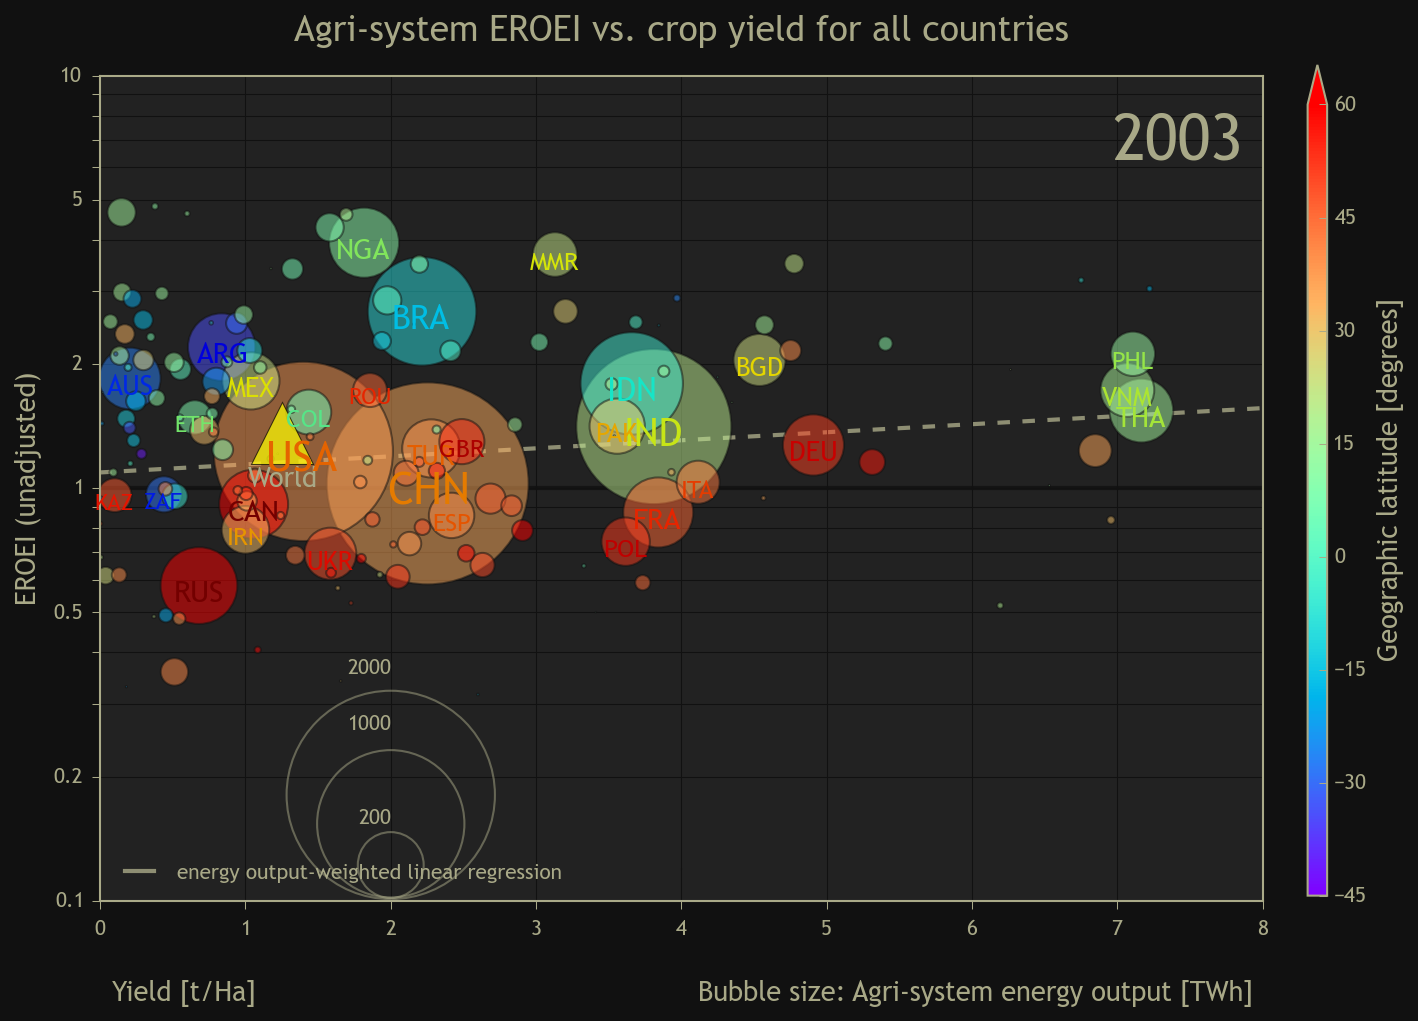 Agri-system EROEI vs. crop yield for all countries
2003
10
5
2
1
0.5
0.2
0.1
EROEI (unadjusted)
NGA
MMR
BRA
ARG
AUS
MEX
ETH
COL
ROU
IDN
BGD
PHL
VNM
THA
PAK
IND
USA
World
TUR
GBR
DEU
CHN
KAZ
ZAF
CAN
IRN
ESP
ITA
FRA
UKR
POL
RUS
2000
1000
200
energy output-weighted linear regression
0 1 2 3 4 5 6 7 8
Yield [t/Ha]
Bubble size: Agri-system energy output [TWh]
60
45
30
15
0
−15
−30
−45
Geographic latitude [degrees]